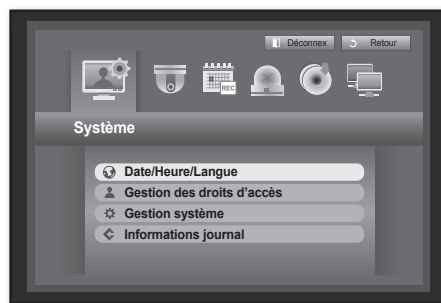 Déconnex Retour
REC
Système
Date/Heure/Langue
Gestion des droits d'accès
Gestion système
Informations journal